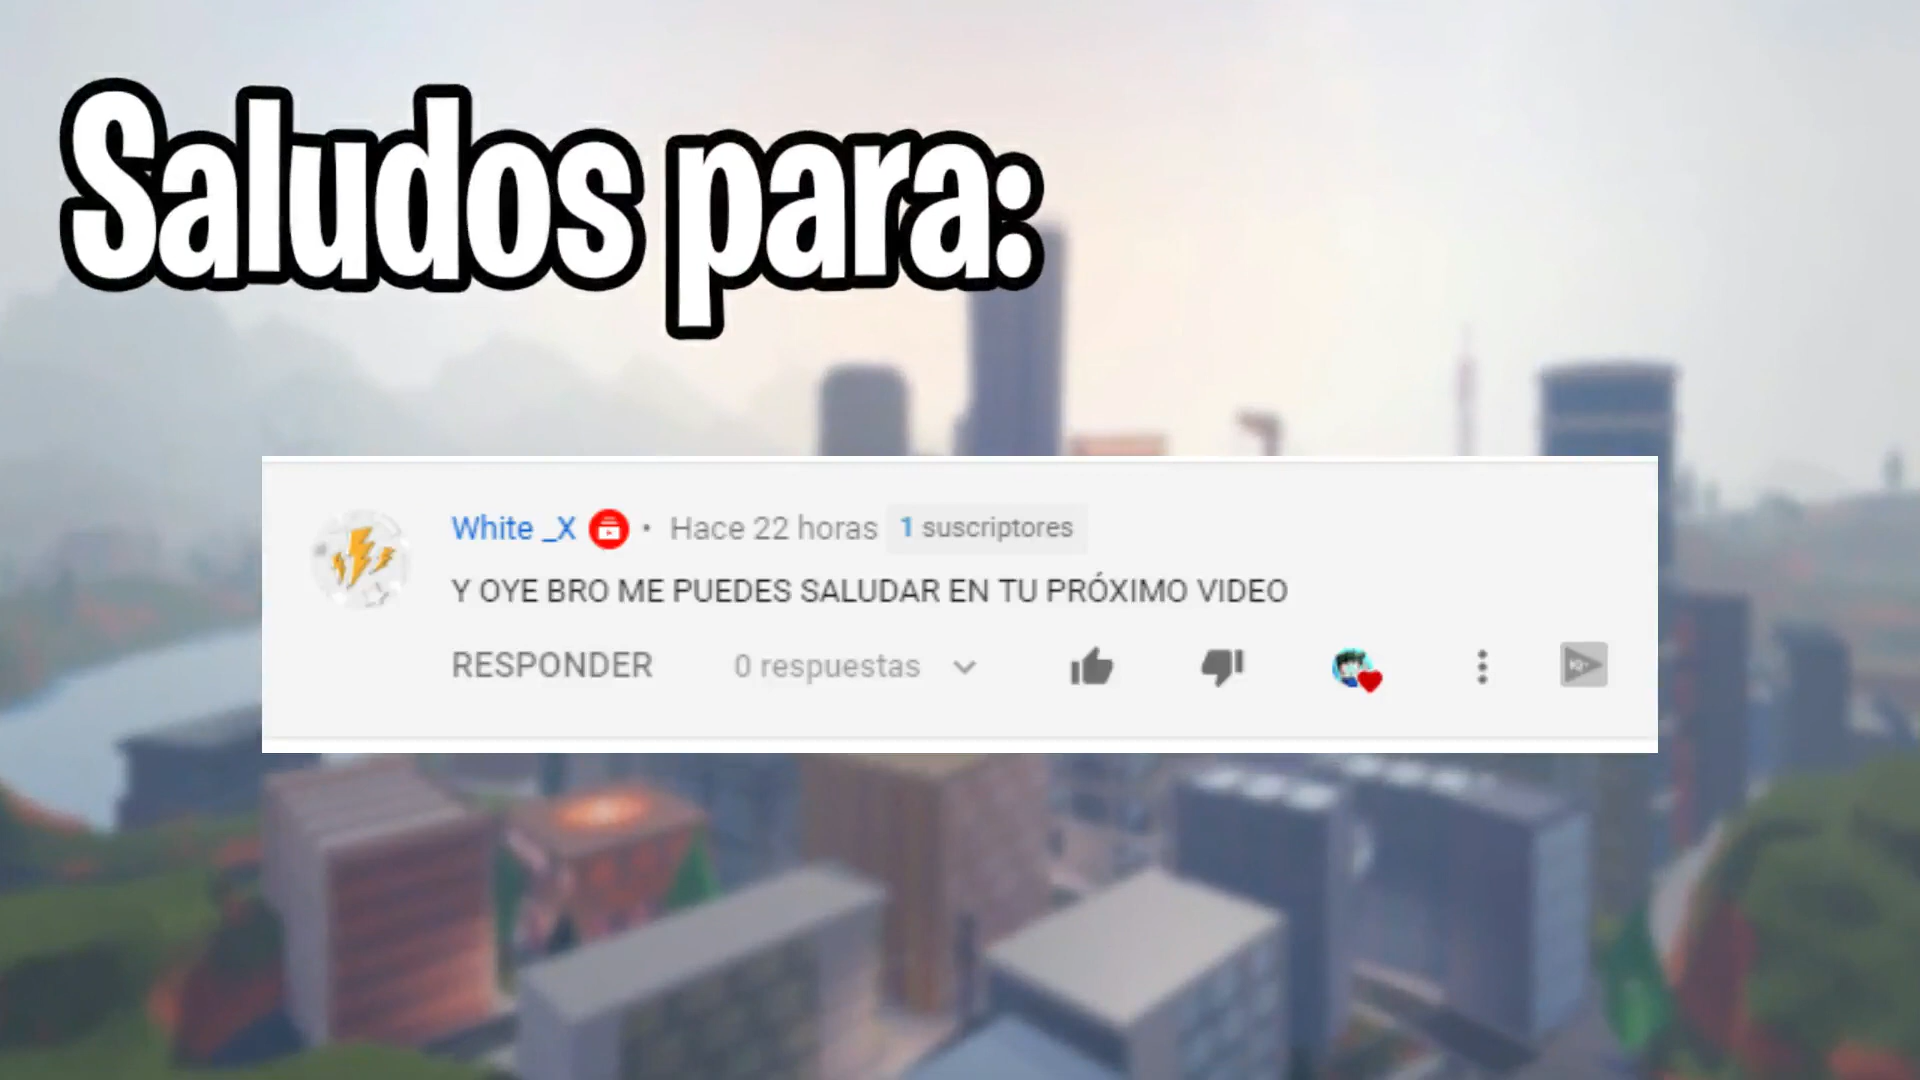 Saludos para:
White _X • Hace 22 horas 1 suscriptores
Y OYE BRO ME PUEDES SALUDAR EN TU PRÓXIMO VIDEO
RESPONDER 0 respuestas